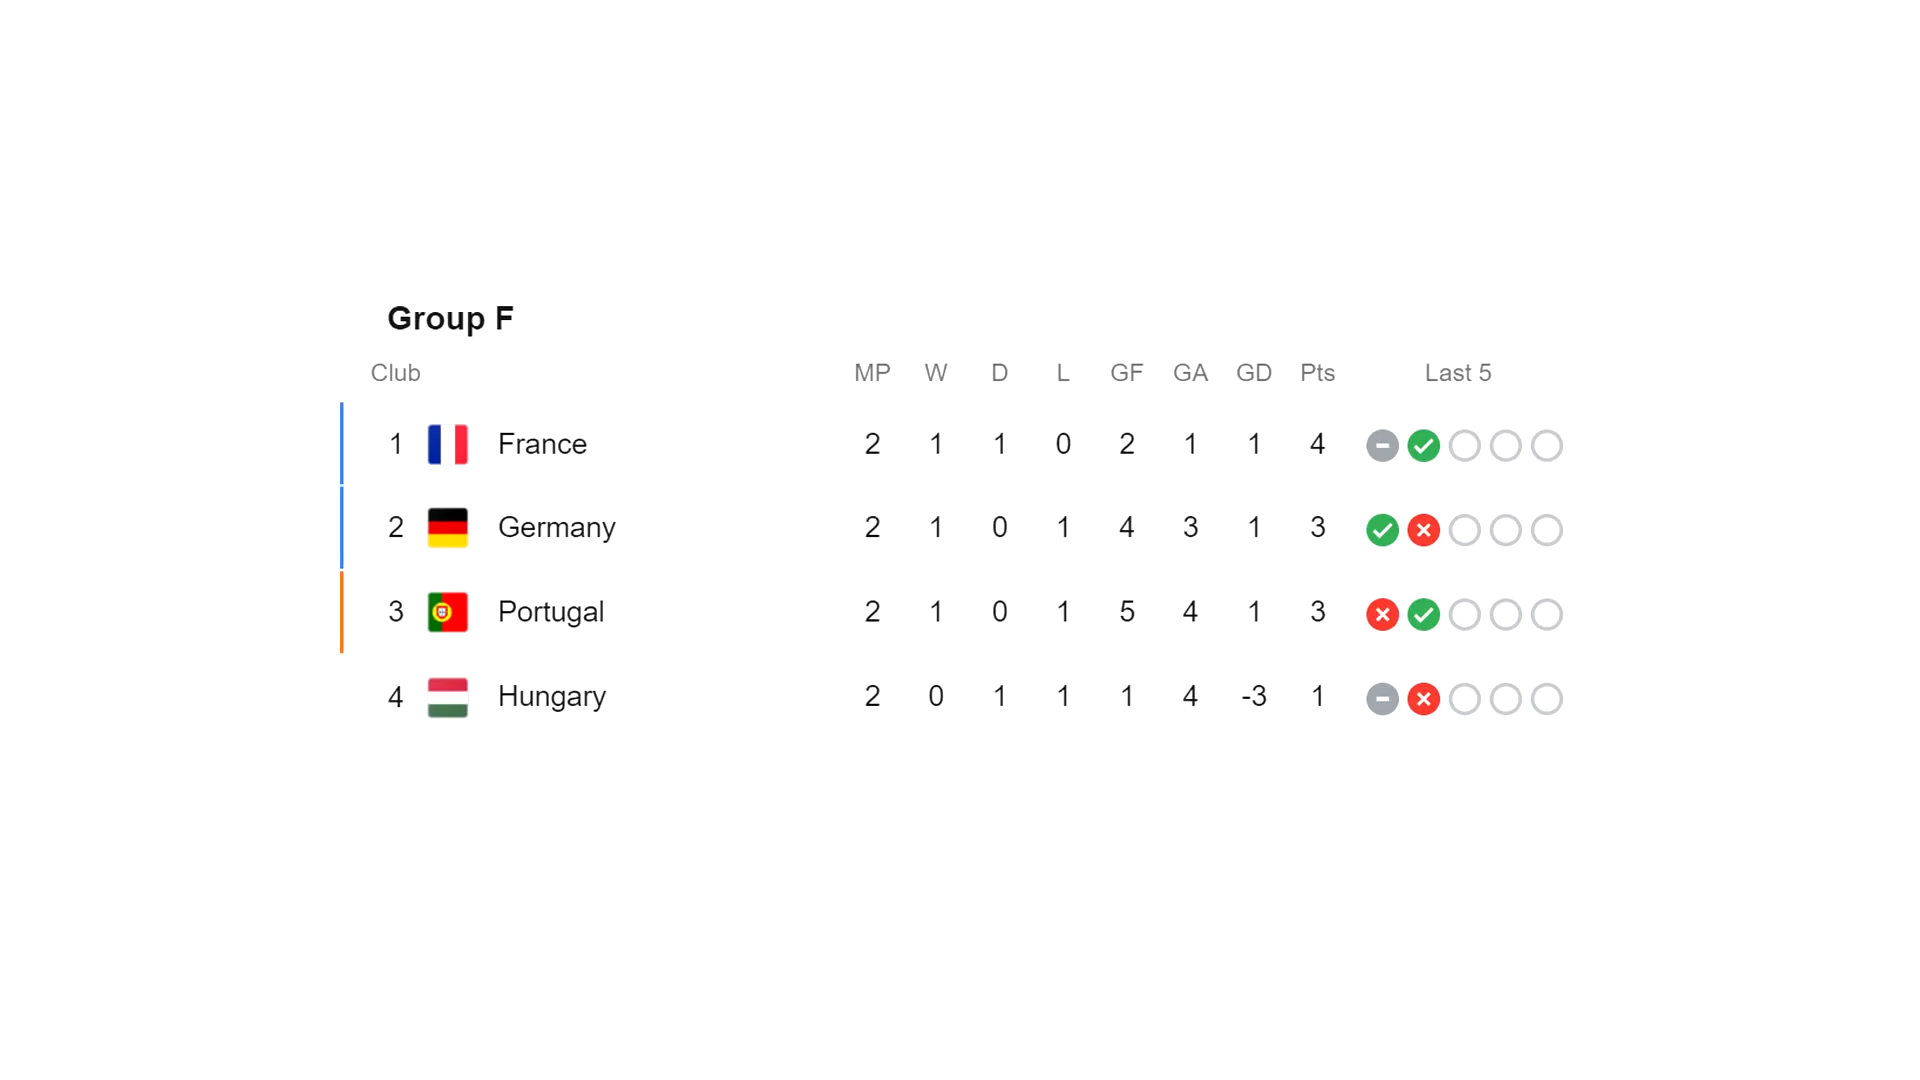 Group F
Club MP W D L GF GA GD Pts Last 5
1 France 2 1 1 0 2 1 1 4
2 Germany 2 1 0 1 4 3 1 3
3 Portugal 2 1 0 1 5 4 1 3
4 Hungary 2 0 1 1 1 4 -3 1